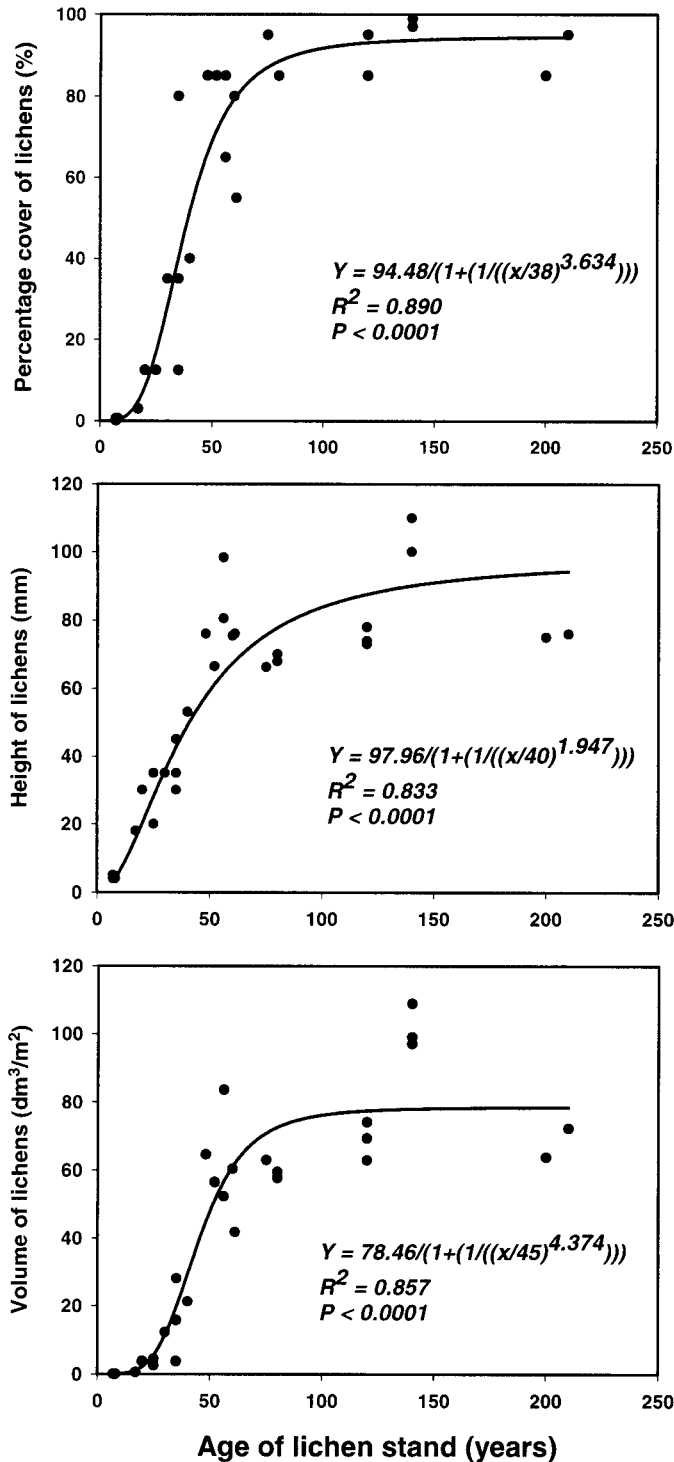 Percentage cover of lichens (%)
100
80
60
40
20
0
Y = 94.48/(1+(1/((x/38)^3.634)))
R^2 = 0.890
P < 0.0001
0 50 100 150 200 250
Height of lichens (mm)
120
100
80
60
40
20
0
Y = 97.96/(1+(1/((x/40)^1.947)))
R^2 = 0.833
P < 0.0001
0 50 100 150 200 250
Volume of lichens (dm³/m²)
120
100
80
60
40
20
0
Y = 78.46/(1+(1/((x/45)^4.374)))
R^2 = 0.857
P < 0.0001
0 50 100 150 200 250
Age of lichen stand (years)